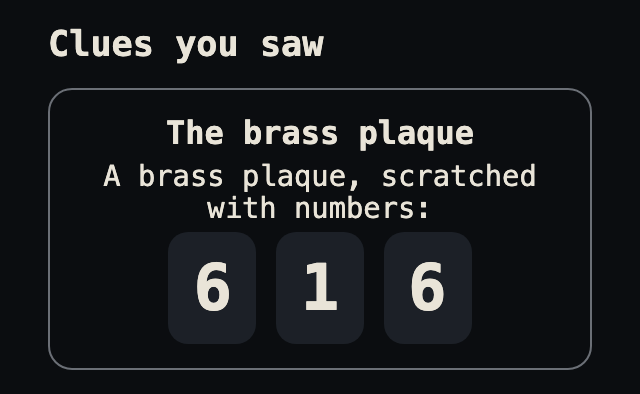 Clues you saw
The brass plaque
A brass plaque, scratched
with numbers:
6 1 6